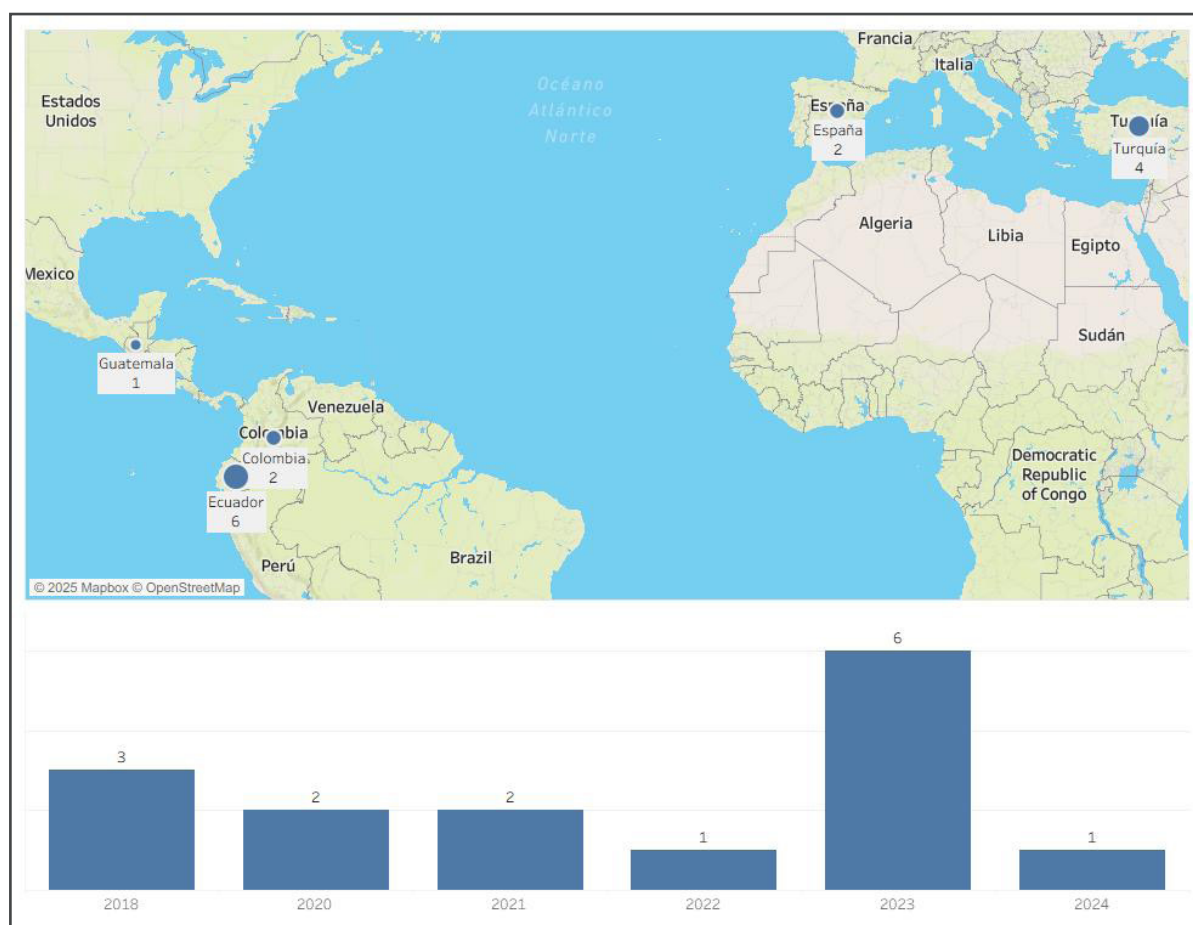 Francia
Italia
Océano
Atlántico
Norte
Estados
Unidos
España
España
2
Turquía
Turquía
4
Algeria
Libia
Egipto
Mexico
Sudán
Guatemala
1
Venezuela
Colombia
Colombia
2
Ecuador
6
Democratic
Republic
of Congo
Perú
Brazil
© 2025 Mapbox © OpenStreetMap
6
3
2
2
1
1
2018
2020
2021
2022
2023
2024